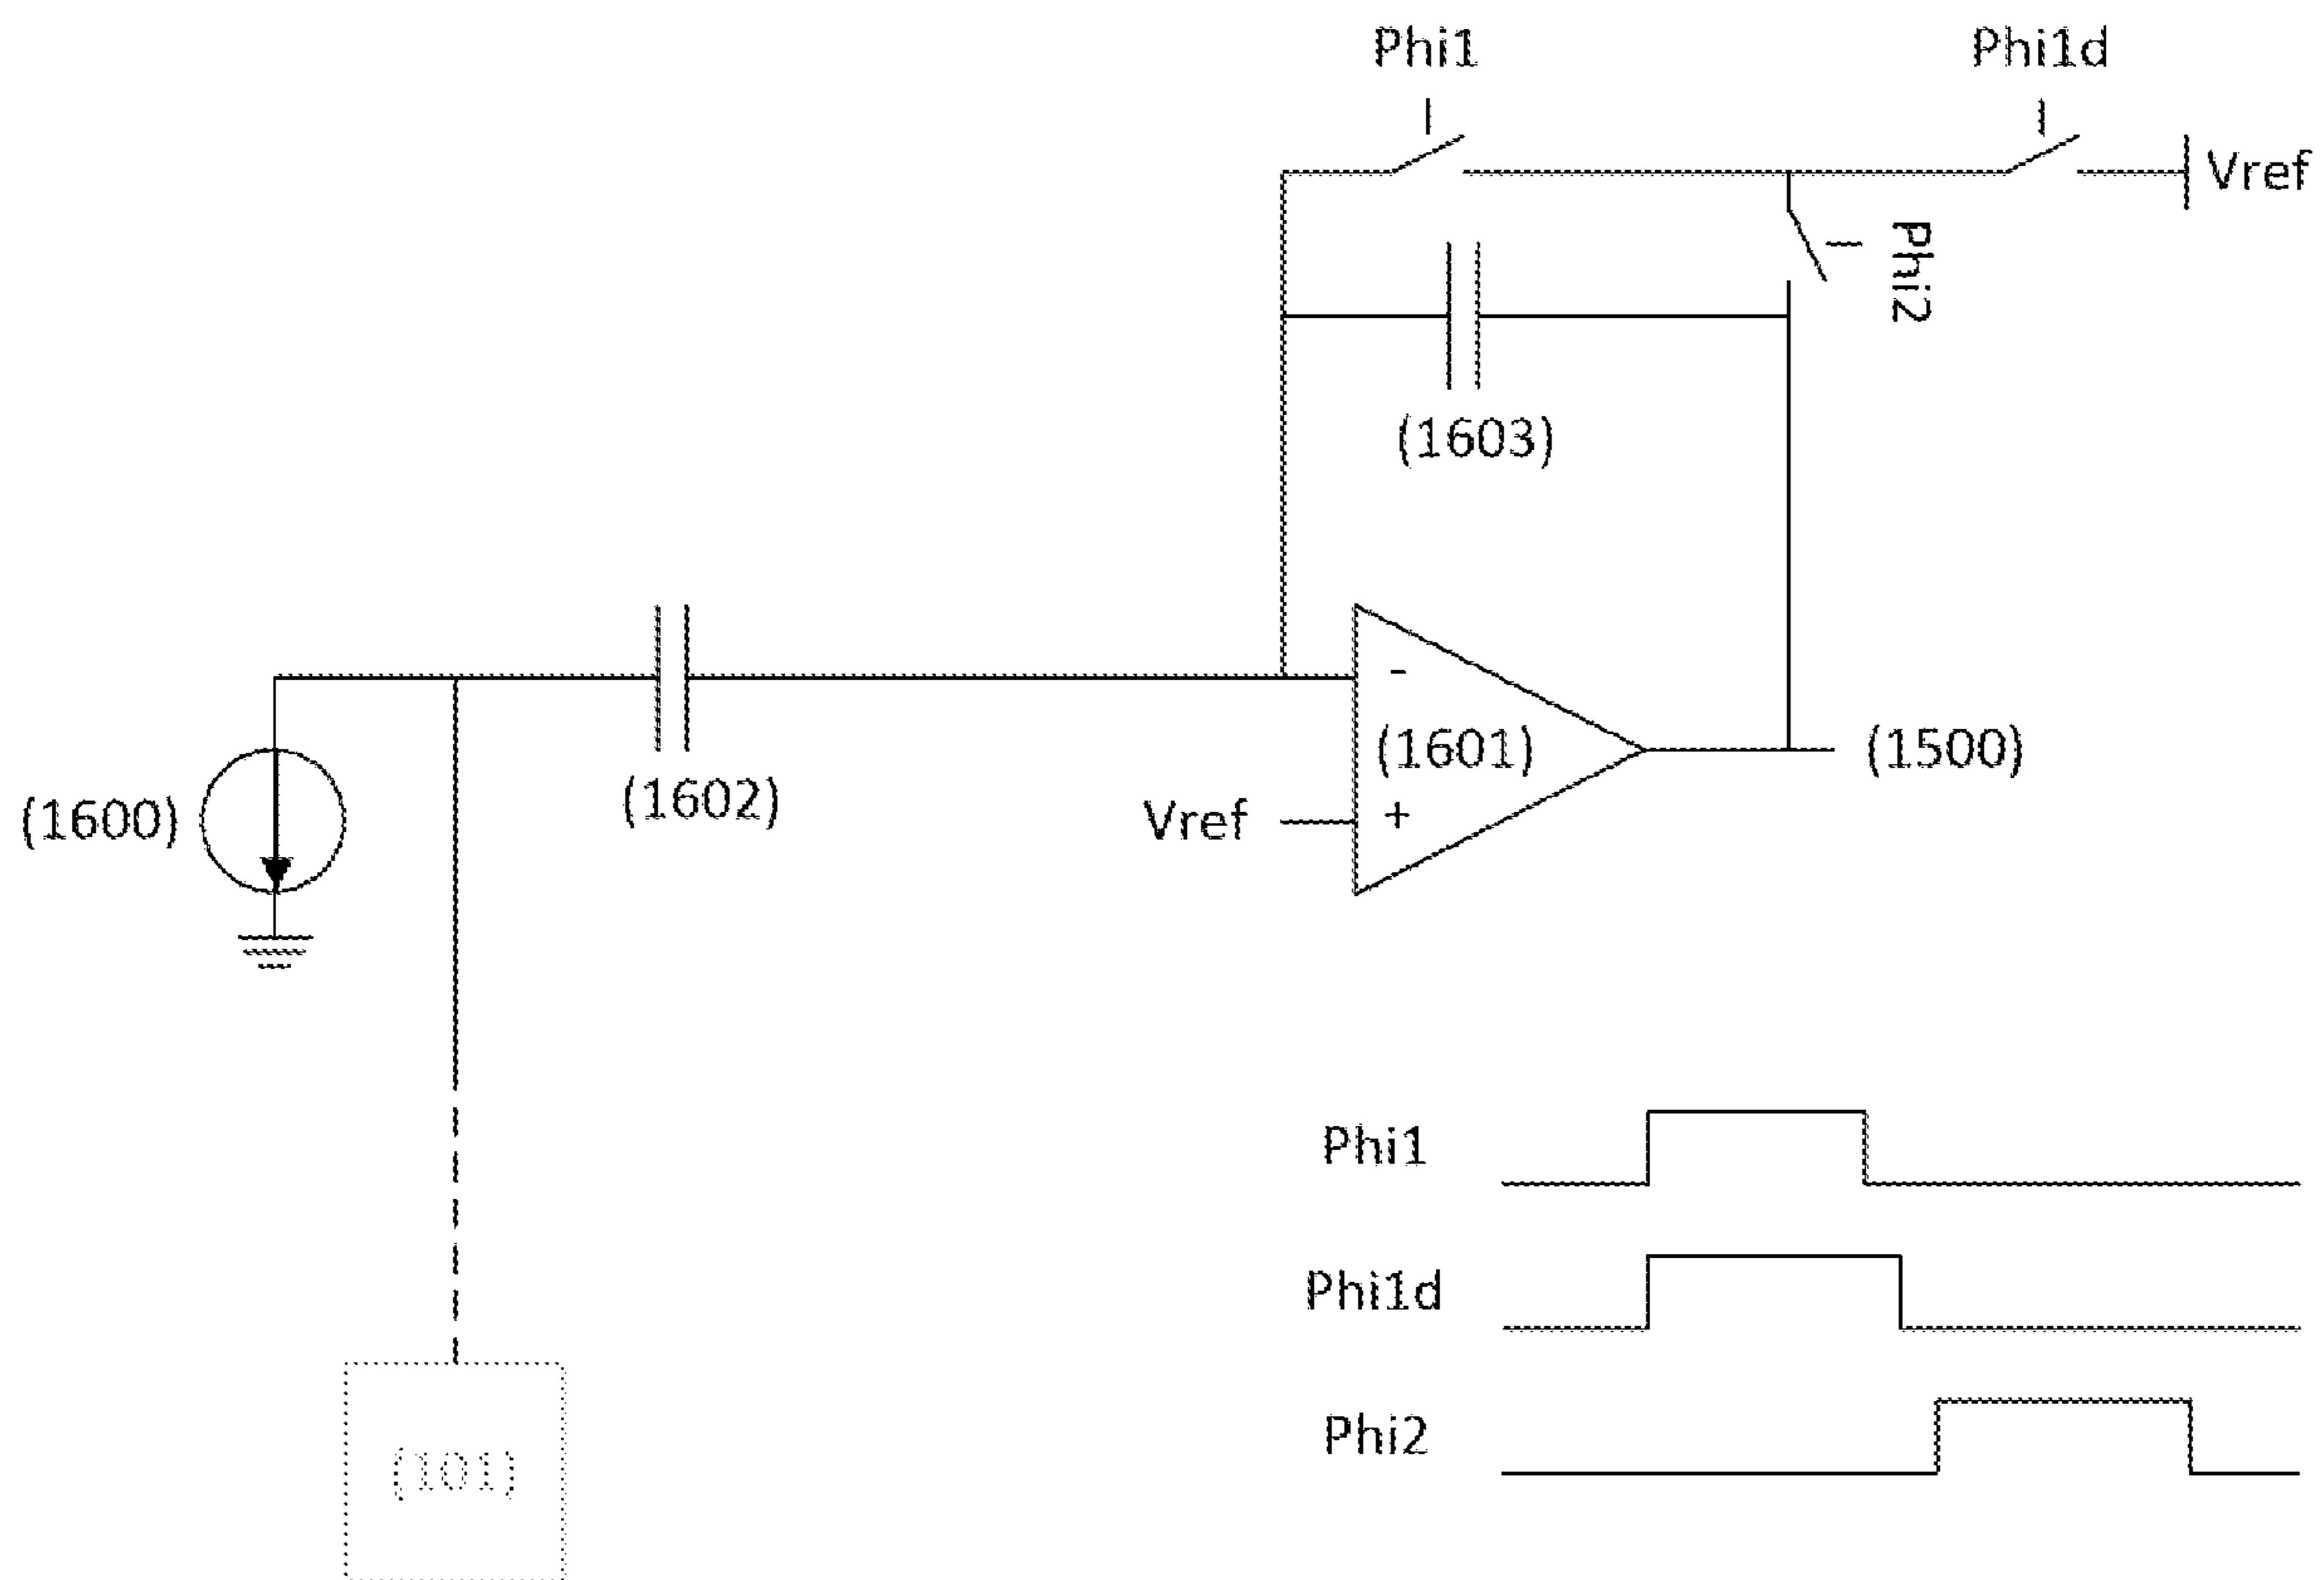 Phi1
Phi1d
Vref
Phi2
(1603)
-
(1601)
(1500)
(1600)
(1602)
Vref
+
Phi1
Phi1d
Phi2
(101)